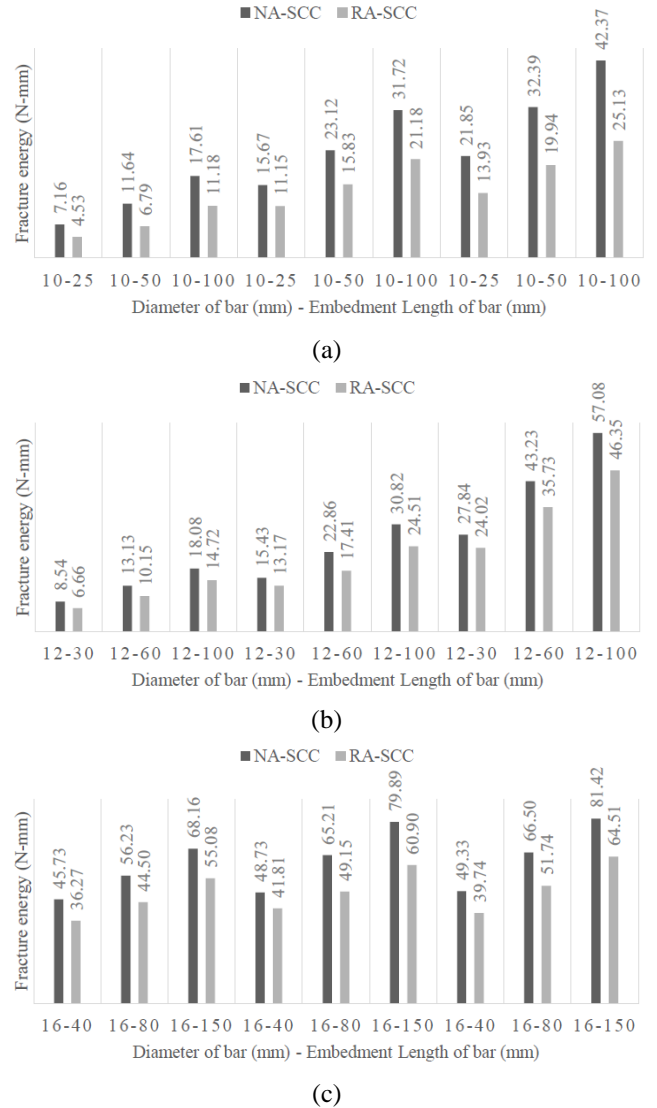 NA-SCC RA-SCC
Fracture energy (N-mm)
7.16 4.53 11.64 6.79 17.61 11.18 15.67 11.15 23.12 15.83 31.72 21.18 21.85 13.93 32.39 19.94 42.37 25.13
10-25 10-50 10-100 10-25 10-50 10-100 10-25 10-50 10-100
Diameter of bar (mm) - Embedment Length of bar (mm)
(a)
NA-SCC RA-SCC
Fracture energy (N-mm)
8.54 6.66 13.13 10.15 18.08 14.72 15.43 13.17 22.86 17.41 30.82 24.51 27.84 24.02 43.23 35.73 57.08 46.35
12-30 12-60 12-100 12-30 12-60 12-100 12-30 12-60 12-100
Diameter of bar (mm) - Embedment Length of bar (mm)
(b)
NA-SCC RA-SCC
Fracture energy (N-mm)
45.73 36.27 56.23 44.50 68.16 55.08 48.73 41.81 65.21 49.15 79.89 60.90 49.33 39.74 66.50 51.74 81.42 64.51
16-40 16-80 16-150 16-40 16-80 16-150 16-40 16-80 16-150
Diameter of bar (mm) - Embedment Length of bar (mm)
(c)